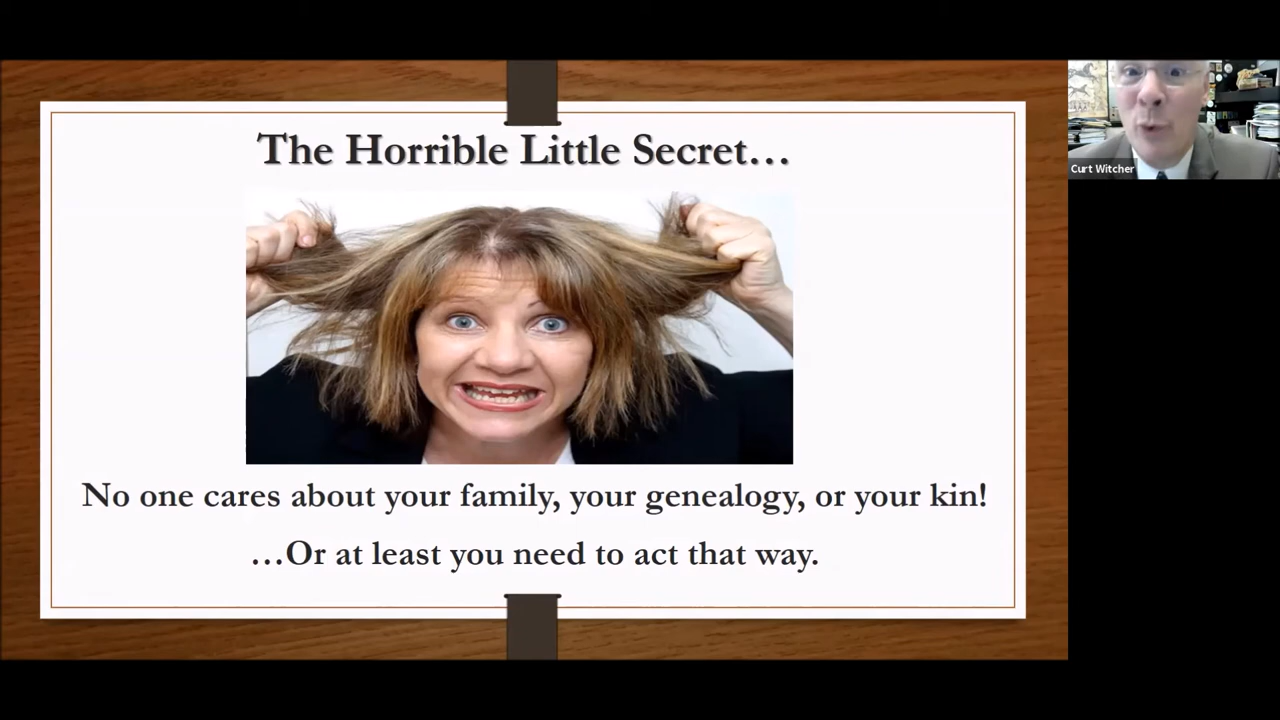 The Horrible Little Secret…
No one cares about your family, your genealogy, or your kin!
…Or at least you need to act that way.
Curt Witcher